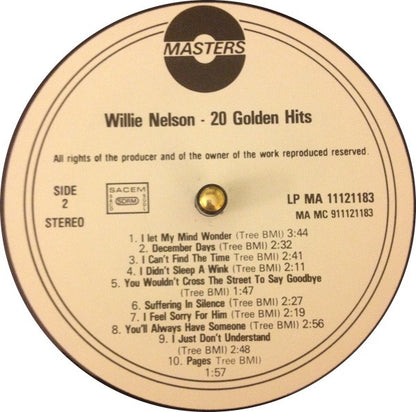 MASTERS
Willie Nelson - 20 Golden Hits
All rights of the producer and of the owner of the work reproduced reserved.
SIDE
2
STEREO
SACEM
SDRM
LP MA 11121183
MA MC 911121183
1. I let My Mind Wonder (Tree BMI) 3:44
2. December Days (Tree BMI) 2:32
3. I Can't Find The Time (Tree BMI) 2:41
4. I Didn't Sleep A Wink (Tree BMI) 2:11
5. You Wouldn't Cross The Street To Say Goodbye
(Tree BMI) 1:47
6. Suffering In Silence (Tree BMI) 2:27
7. I Feel Sorry For Him (Tree BMI) 2:19
8. You'll Always Have Someone (Tree BMI) 2:56
9. I Just Don't Understand
(Tree BMI) 2:48
10. Pages Tree BMI)
1:57